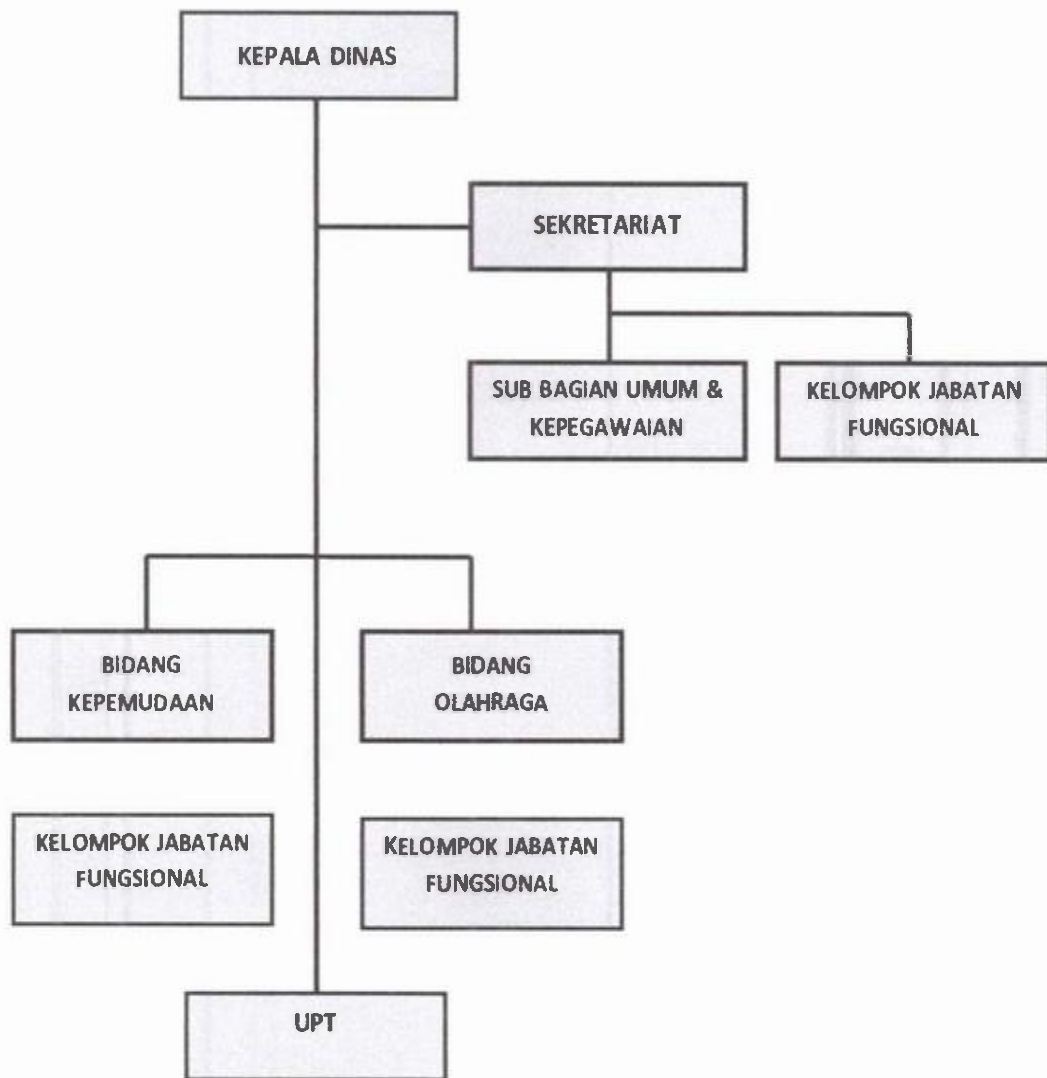 KEPALA DINAS
SEKRETARIAT
SUB BAGIAN UMUM &
KEPEGAWAIAN
KELOMPOK JABATAN
FUNGSIONAL
BIDANG
KEPEMUDAAN
BIDANG
OLAHRAGA
KELOMPOK JABATAN
FUNGSIONAL
KELOMPOK JABATAN
FUNGSIONAL
UPT